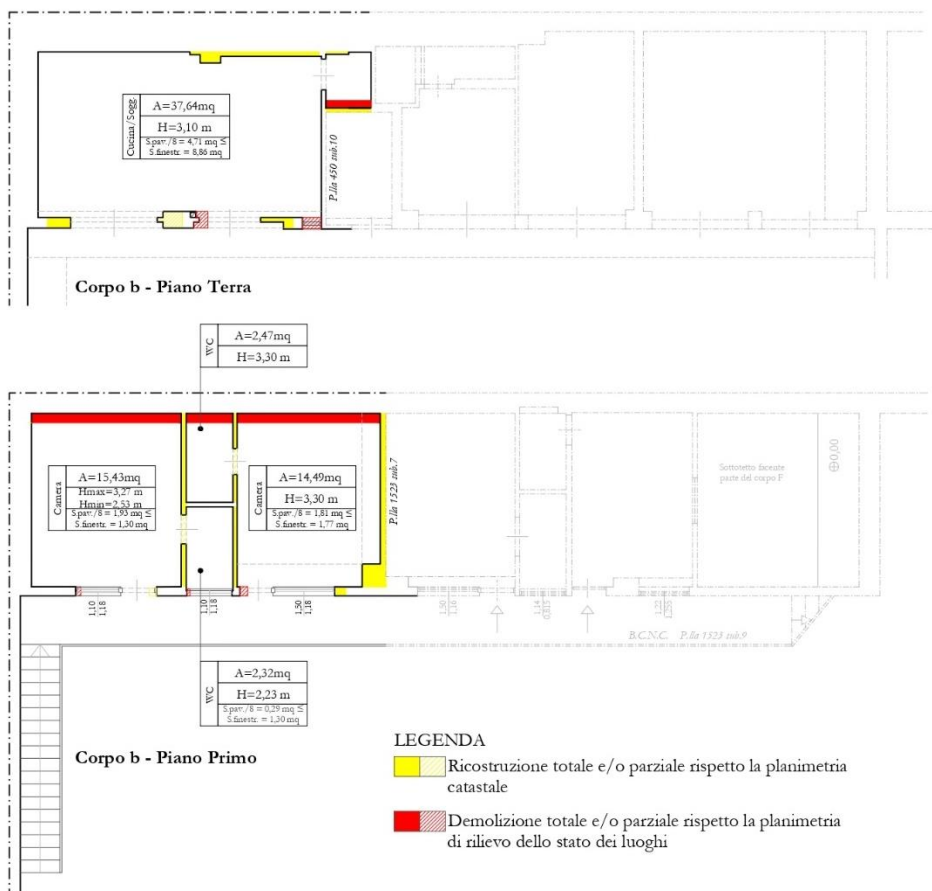 Cucina/Sogg.
A=37,64mq
H=3,10 m
S.pav./8 = 4,71 mq ≤
S.finestr. = 8,86 mq
P.lla 450 sub.10
Corpo b - Piano Terra
WC
A=2,47mq
H=3,30 m
Camera
A=15,43mq
Hmax=3,27 m
Hmin=2,53 m
S.pav./8 = 1,93 mq ≤
S.finestr. = 1,30 mq
Camera
A=14,49mq
H=3,30 m
S.pav./8 = 1,81 mq ≤
S.finestr. = 1,77 mq
P.lla 1523 sub.7
Sottotetto facente
parte del corpo F
0,00
1,10
1,18
1,10
1,18
1,50
1,18
1,50
1,14
1,22
B.C.N.C. P.lla 1523 sub.9
WC
A=2,32mq
H=2,23 m
S.pav./8 = 0,29 mq ≤
S.finestr. = 1,30 mq
Corpo b - Piano Primo
LEGENDA
Ricostruzione totale e/o parziale rispetto la planimetria
catastale
Demolizione totale e/o parziale rispetto la planimetria
di rilievo dello stato dei luoghi